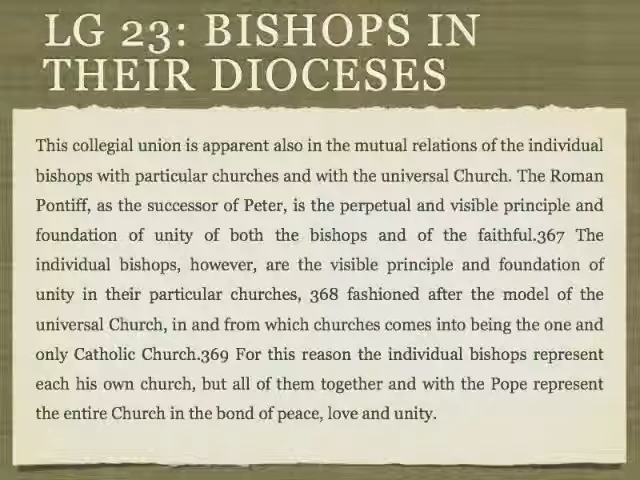 LG 23: BISHOPS IN
THEIR DIOCESES
This collegial union is apparent also in the mutual relations of the individual
bishops with particular churches and with the universal Church. The Roman
Pontiff, as the successor of Peter, is the perpetual and visible principle and
foundation of unity of both the bishops and of the faithful.367 The
individual bishops, however, are the visible principle and foundation of
unity in their particular churches, 368 fashioned after the model of the
universal Church, in and from which churches comes into being the one and
only Catholic Church.369 For this reason the individual bishops represent
each his own church, but all of them together and with the Pope represent
the entire Church in the bond of peace, love and unity.